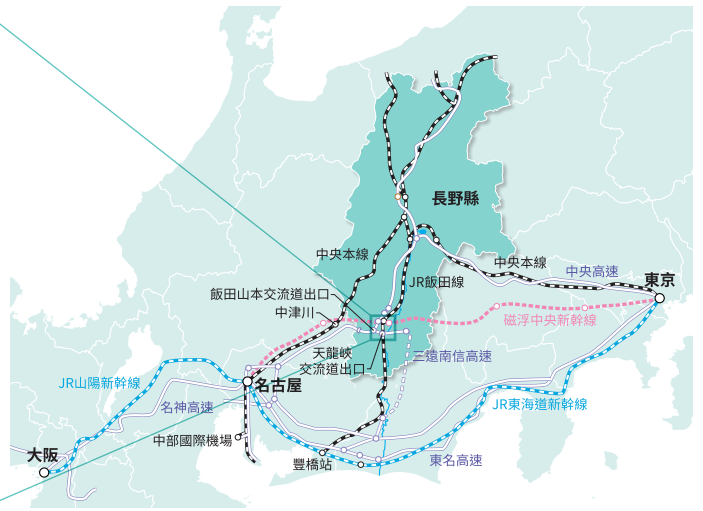 長野縣
中央本線
中央本線
中央高速
東京
JR飯田線
飯田山本交流道出口
中津川
磁浮中央新幹線
天龍峽
交流道出口
三遠南信高速
JR山陽新幹線
名古屋
名神高速
JR東海道新幹線
中部國際機場
大阪
豐橋站
東名高速